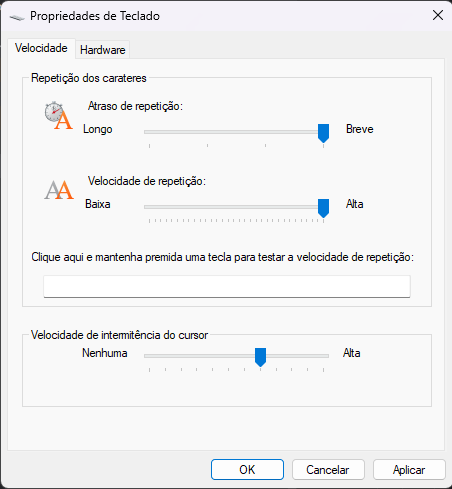 Propriedades de Teclado
Velocidade Hardware
Repetição dos carateres
Atraso de repetição:
Longo Breve
Velocidade de repetição:
Baixa Alta
Clique aqui e mantenha premida uma tecla para testar a velocidade de repetição:
Velocidade de intermitência do cursor
Nenhuma Alta
OK Cancelar Aplicar